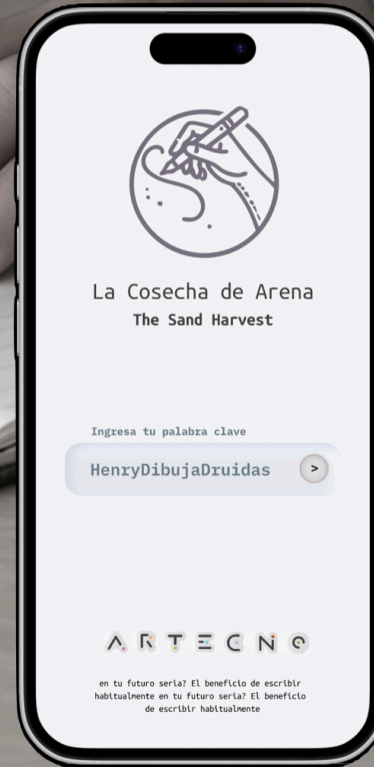 La Cosecha de Arena
The Sand Harvest
Ingresa tu palabra clave
HenryDibujaDruidas >
ARTECNO
en tu futuro seria? El beneficio de escribir
habitualmente en tu futuro seria? El beneficio
de escribir habitualmente